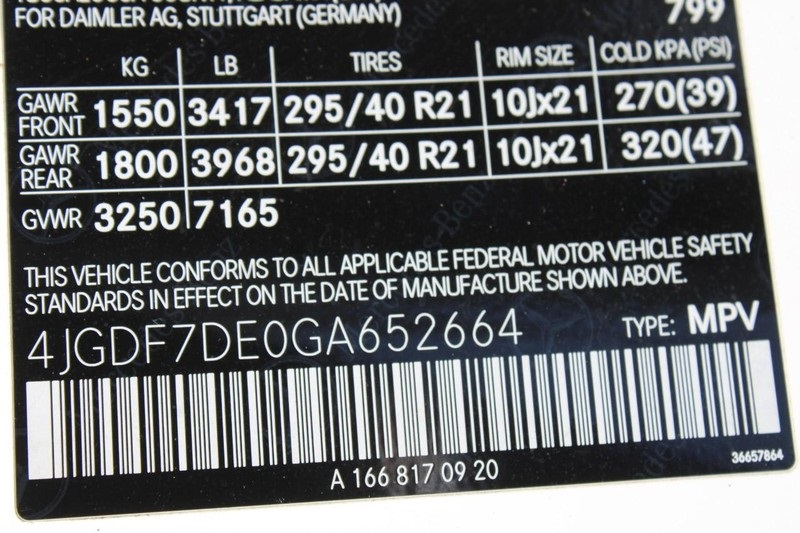 FOR DAIMLER AG, STUTTGART (GERMANY) 799
KG LB TIRES RIM SIZE COLD KPA (PSI)
GAWR FRONT 1550 3417 295/40 R21 10Jx21 270(39)
GAWR REAR 1800 3968 295/40 R21 10Jx21 320(47)
GVWR 3250 7165
THIS VEHICLE CONFORMS TO ALL APPLICABLE FEDERAL MOTOR VEHICLE SAFETY
STANDARDS IN EFFECT ON THE DATE OF MANUFACTURE SHOWN ABOVE.
4JGDF7DE0GA652664 TYPE: MPV
A 166 817 09 20
36657864